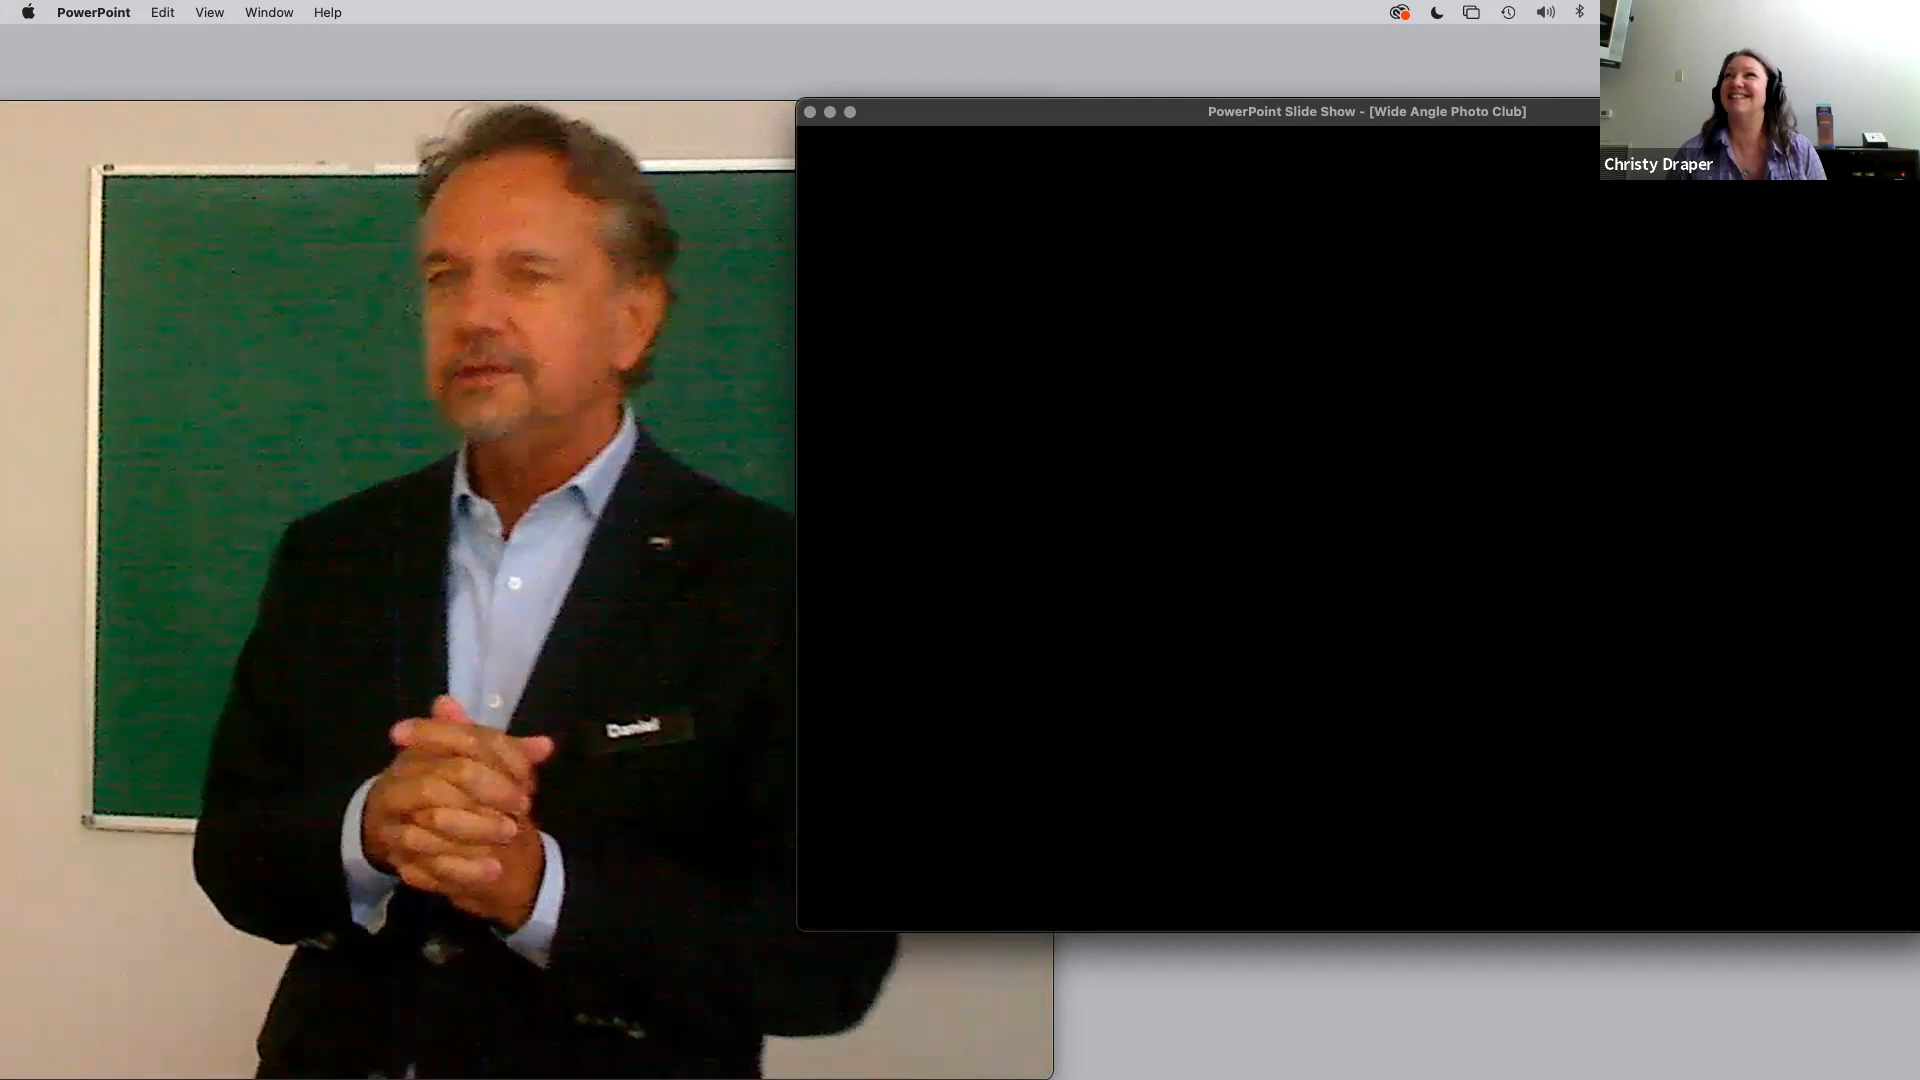 PowerPoint Edit View Window Help
PowerPoint Slide Show - [Wide Angle Photo Club]
Christy Draper
Daniel